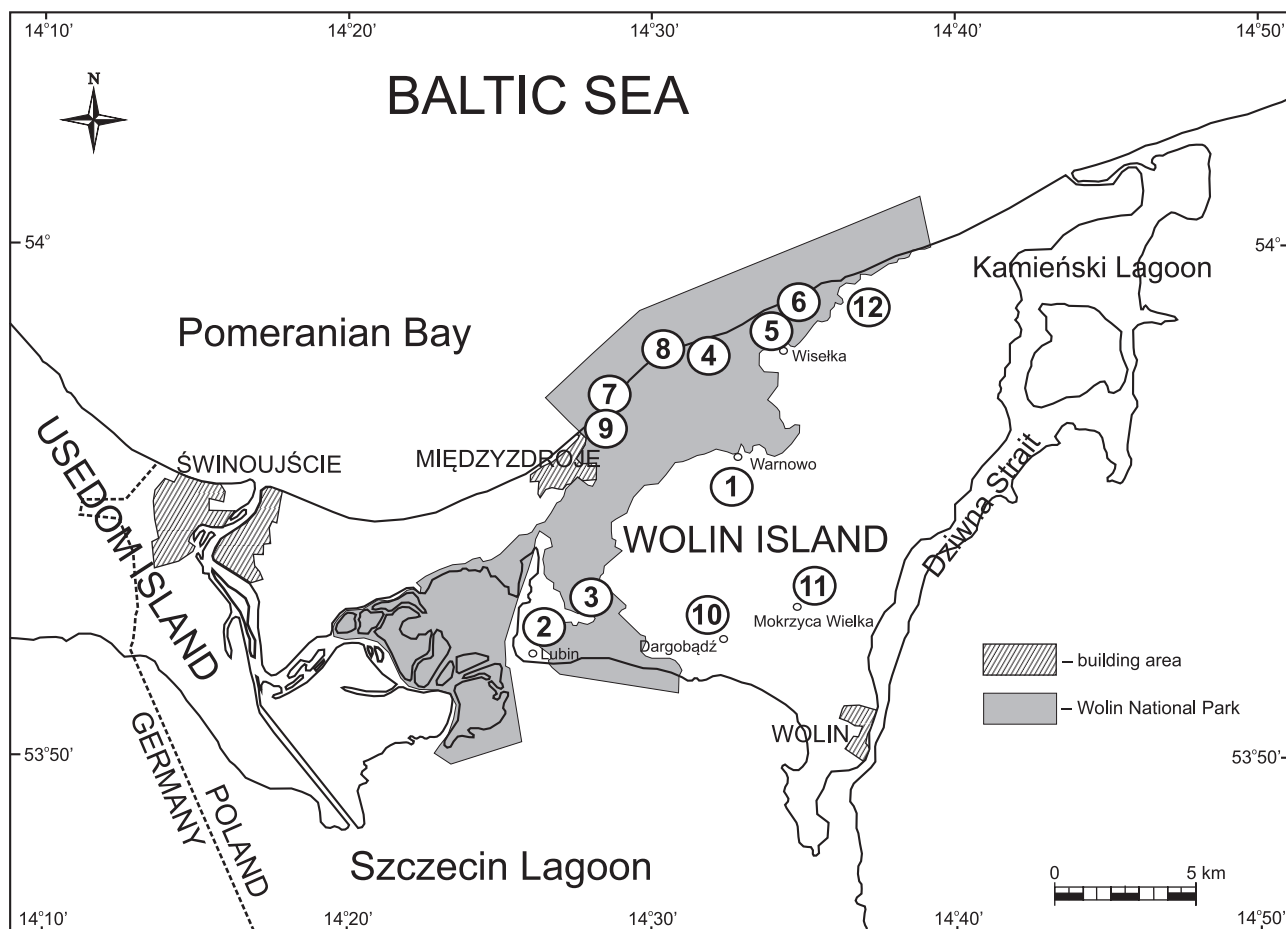 14°10' 14°20' 14°30' 14°40' 14°50'
N
BALTIC SEA
54° 54°
Kamieński Lagoon
6 12
Pomeranian Bay
5
8 4 Wisełka
7
9
USEDOM ISLAND
ŚWINOUJŚCIE
MIĘDZYZDROJE
Warnowo
1
WOLIN ISLAND
Dziwna Strait
3 11
10 Mokrzyca Wielka
2 Dargobądź
Lubin
– building area
– Wolin National Park
WOLIN
53°50' 53°50'
GERMANY
POLAND
Szczecin Lagoon
0 5 km
14°10' 14°20' 14°30' 14°40' 14°50'